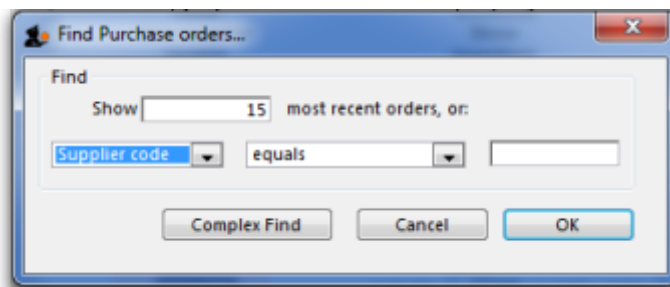 Find Purchase orders...
Find
Show 15 most recent orders, or:
Supplier code equals
Complex Find Cancel OK